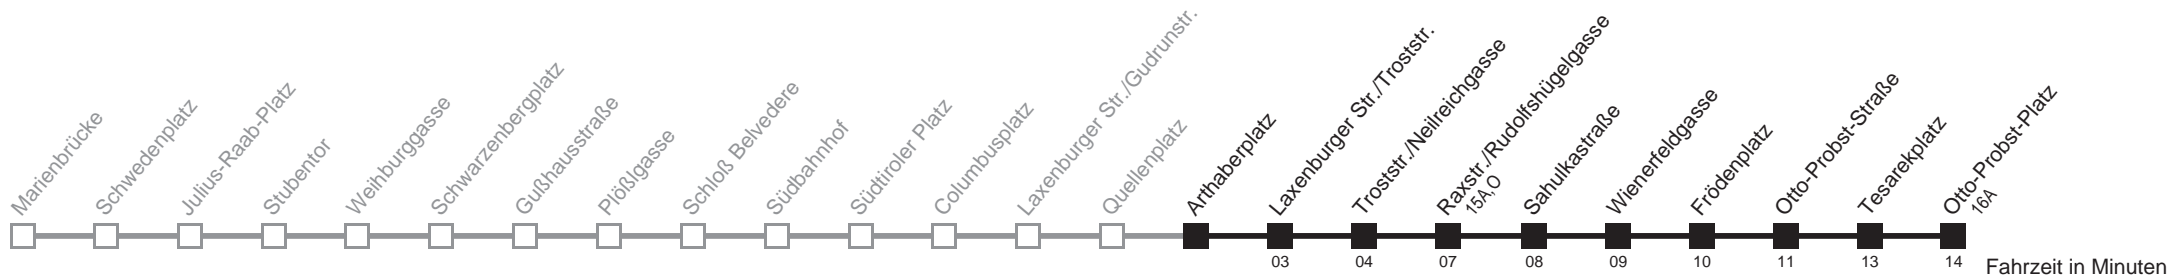 Marienbrücke
Schwedenplatz
Julius-Raab-Platz
Stubentor
Weihburggasse
Schwarzenbergplatz
Gußhausstraße
Plößlgasse
Schloß Belvedere
Südbahnhof
Südtiroler Platz
Columbusplatz
Laxenburger Str./Gudrunstr.
Quellenplatz
Arthaberplatz
Laxenburger Str./Troststr.
Troststr./Neilreichgasse
Raxstr./Rudolfshügelgasse
15A,O
Sahulkastraße
Wienerfeldgasse
Frödenplatz
Otto-Probst-Straße
Tesarekplatz
Otto-Probst-Platz
16A
03 04 07 08 09 10 11 13 14 Fahrzeit in Minuten